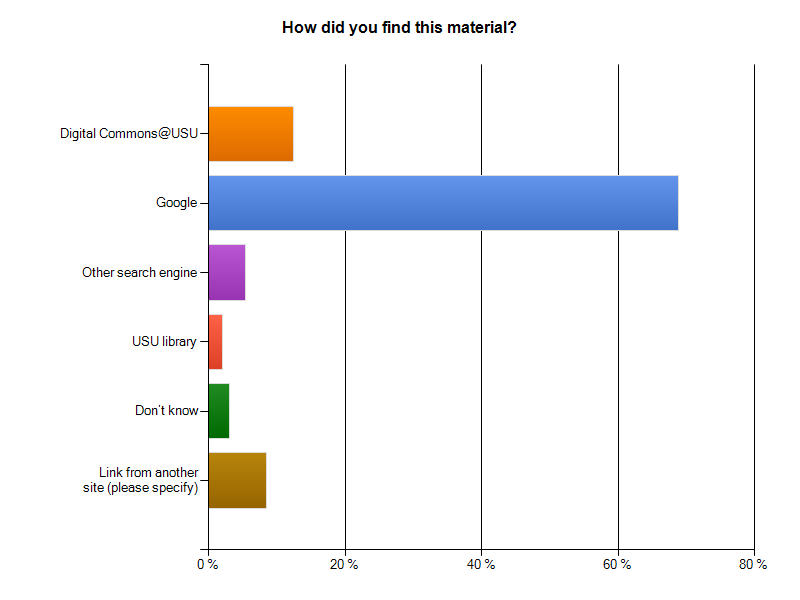 How did you find this material?
Digital Commons@USU
Google
Other search engine
USU library
Don't know
Link from another
site (please specify)
0 %
20 %
40 %
60 %
80 %